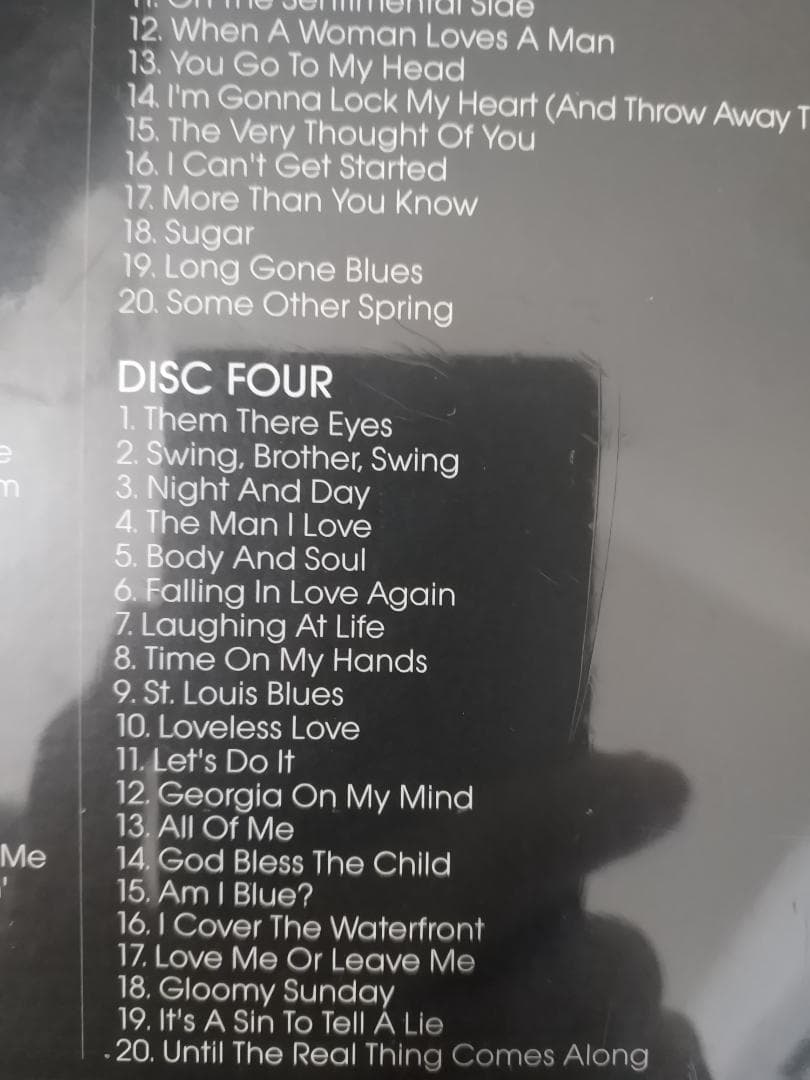 11. On The Sentimental Side
12. When A Woman Loves A Man
13. You Go To My Head
14. I'm Gonna Lock My Heart (And Throw Away T
15. The Very Thought Of You
16. I Can't Get Started
17. More Than You Know
18. Sugar
19. Long Gone Blues
20. Some Other Spring
DISC FOUR
1. Them There Eyes
2. Swing, Brother, Swing
3. Night And Day
4. The Man I Love
5. Body And Soul
6. Falling In Love Again
7. Laughing At Life
8. Time On My Hands
9. St. Louis Blues
10. Loveless Love
11. Let's Do It
12. Georgia On My Mind
13. All Of Me
Me
14. God Bless The Child
15. Am I Blue?
16. I Cover The Waterfront
17. Love Me Or Leave Me
18. Gloomy Sunday
19. It's A Sin To Tell A Lie
20. Until The Real Thing Comes Along